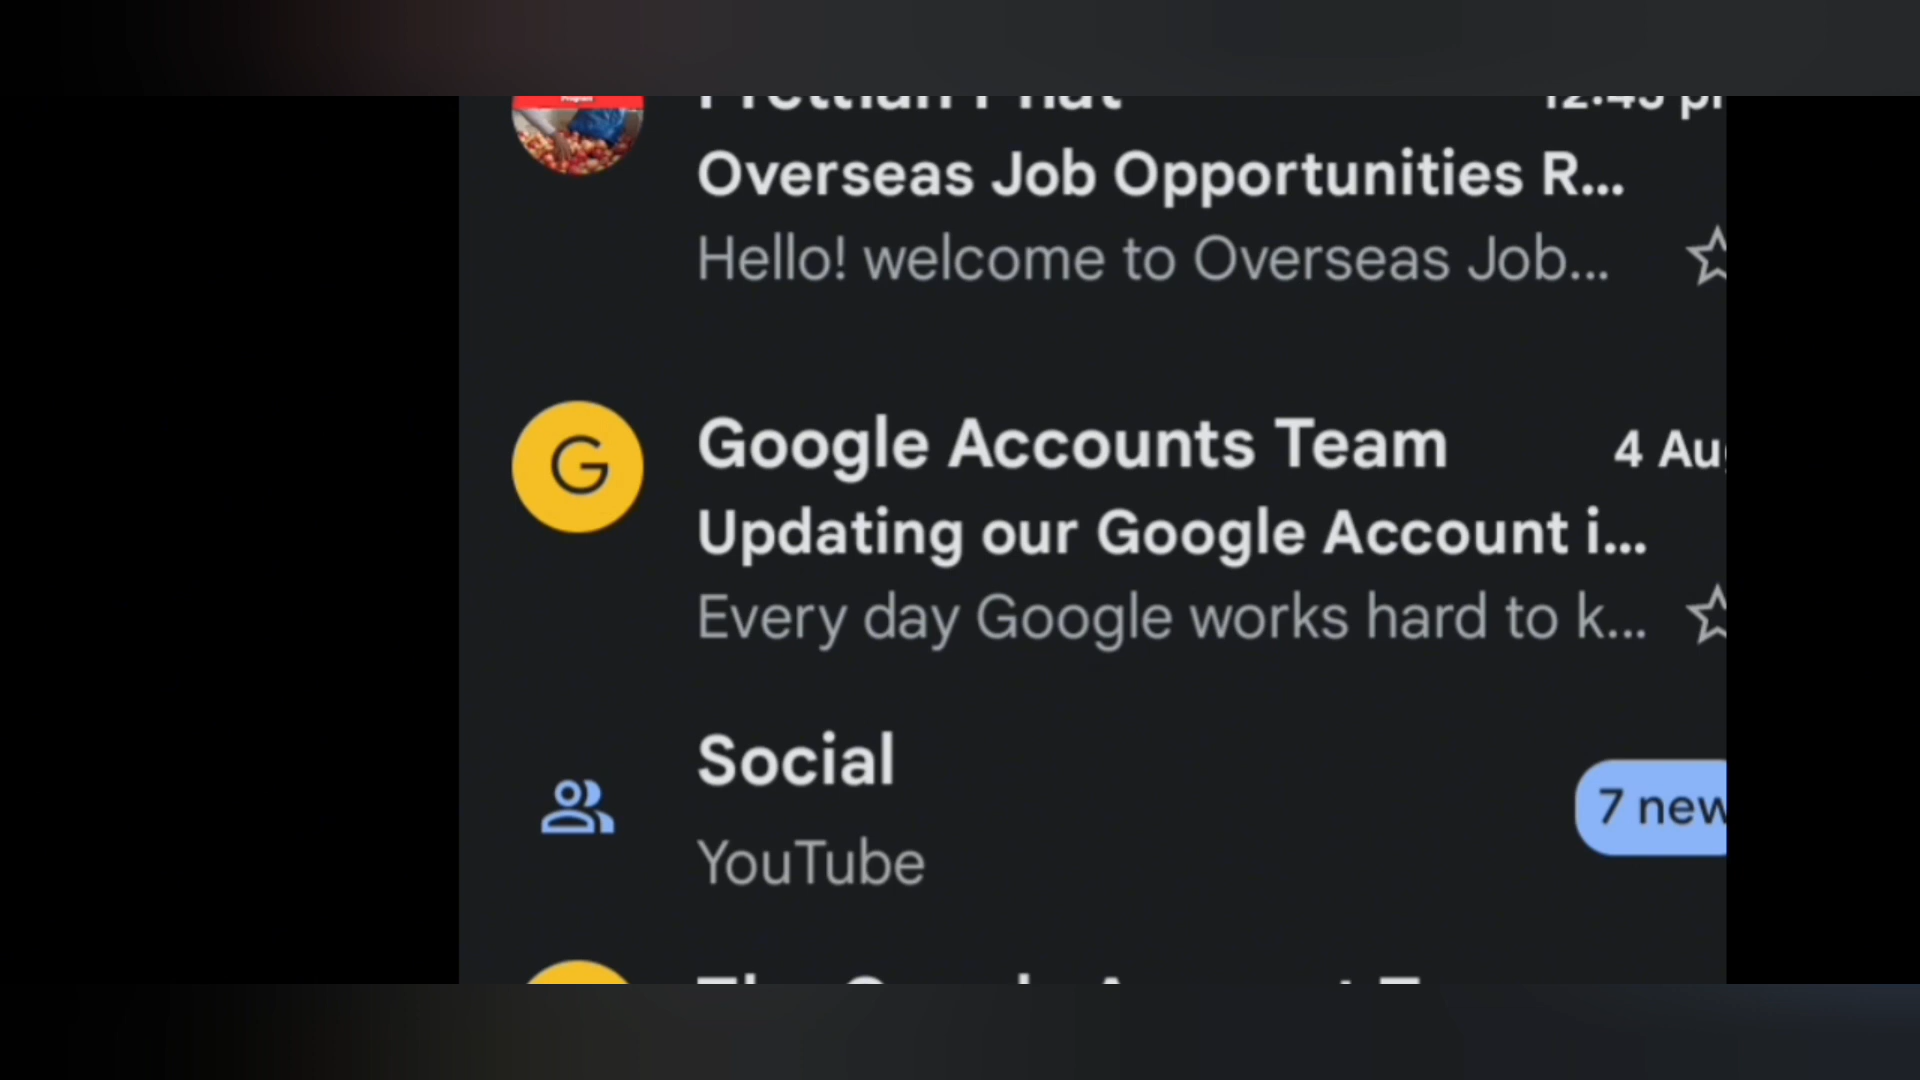 Overseas Job Opportunities R...
Hello! welcome to Overseas Job...
G
Google Accounts Team
4 Aug
Updating our Google Account i...
Every day Google works hard to k...
Social
7 new
YouTube